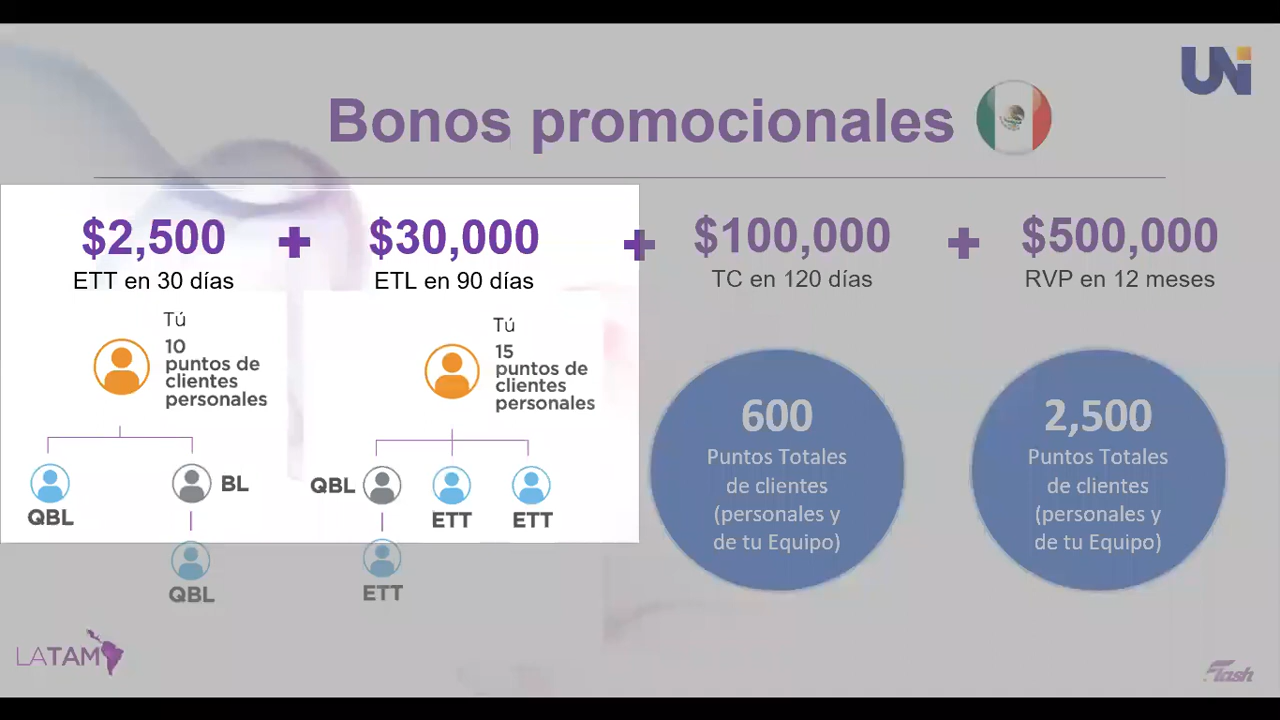 UNi
Bonos promocionales
$2,500
ETT en 30 días
+
$30,000
ETL en 90 días
+
$100,000
TC en 120 días
+
$500,000
RVP en 12 meses
Tú
10
puntos de
clientes
personales
QBL
BL
QBL
Tú
15
puntos de
clientes
personales
QBL
ETT
ETT
ETT
600
Puntos Totales
de clientes
(personales y
de tu Equipo)
2,500
Puntos Totales
de clientes
(personales y
de tu Equipo)
LATAM
Flash